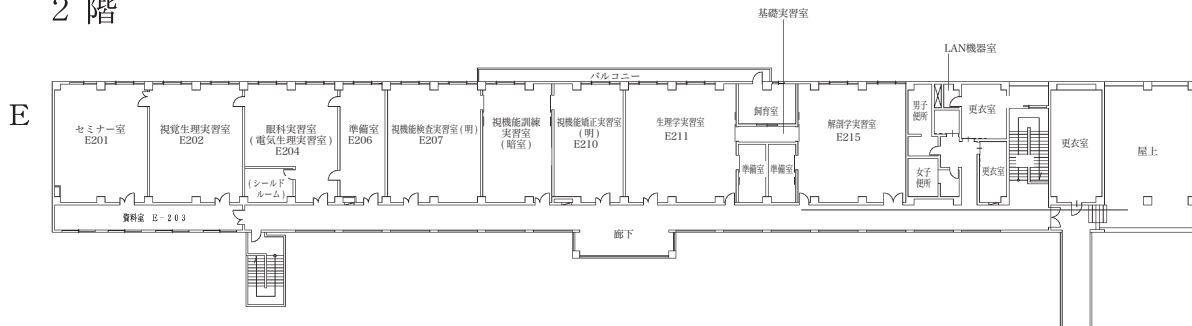 2 階
基礎実習室
LAN機器室
バルコニー
E
セミナー室
E201
視覚生理実習室
E202
眼科実習室
(電気生理実習室)
E204
(シールド
ルーム)
準備室
E206
視機能検査実習室(明)
E207
視機能訓練
実習室
(暗室)
視機能矯正実習室
(明)
E210
生理学実習室
E211
飼育室
準備室
準備室
解剖学実習室
E215
男子
便所
女子
便所
更衣室
更衣室
更衣室
屋上
資料室 E-203
廊下